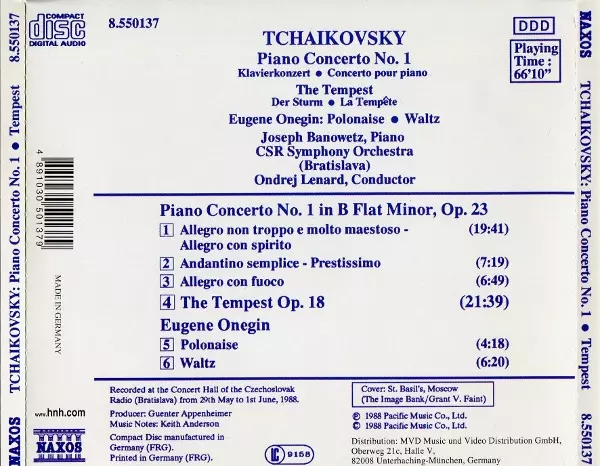 8.550137
TCHAIKOVSKY: Piano Concerto No. 1 • Tempest
NAXOS
COMPACT
disc
DIGITAL AUDIO
8.550137
DDD
Playing
Time :
66'10"
TCHAIKOVSKY
Piano Concerto No. 1
Klavierkonzert • Concerto pour piano
The Tempest
Der Sturm • La Tempête
Eugene Onegin: Polonaise • Waltz
Joseph Banowetz, Piano
CSR Symphony Orchestra
(Bratislava)
Ondrej Lenard, Conductor
4 891030 501379
MADE IN GERMANY
Piano Concerto No. 1 in B Flat Minor, Op. 23
1 Allegro non troppo e molto maestoso - (19:41)
Allegro con spirito
2 Andantino semplice - Prestissimo (7:19)
3 Allegro con fuoco (6:49)
4 The Tempest Op. 18 (21:39)
Eugene Onegin
5 Polonaise (4:18)
6 Waltz (6:20)
www.hnh.com
NAXOS
Recorded at the Concert Hall of the Czechoslovak
Radio (Bratislava) from 29th May to 1st June, 1988.
Producer: Guenter Appenheimer
Music Notes: Keith Anderson
Compact Disc manufactured in
Germany (FRG).
Printed in Germany (FRG).
LC 9158
Cover: St. Basil's, Moscow
(The Image Bank/Grant V. Faint)
℗ 1988 Pacific Music Co., Ltd.
© 1988 Pacific Music Co., Ltd.
Distribution: MVD Music und Video Distribution GmbH,
Oberweg 21c, Halle V,
82008 Unterhaching-München, Germany
NAXOS
TCHAIKOVSKY: Piano Concerto No. 1 • Tempest
8.550137